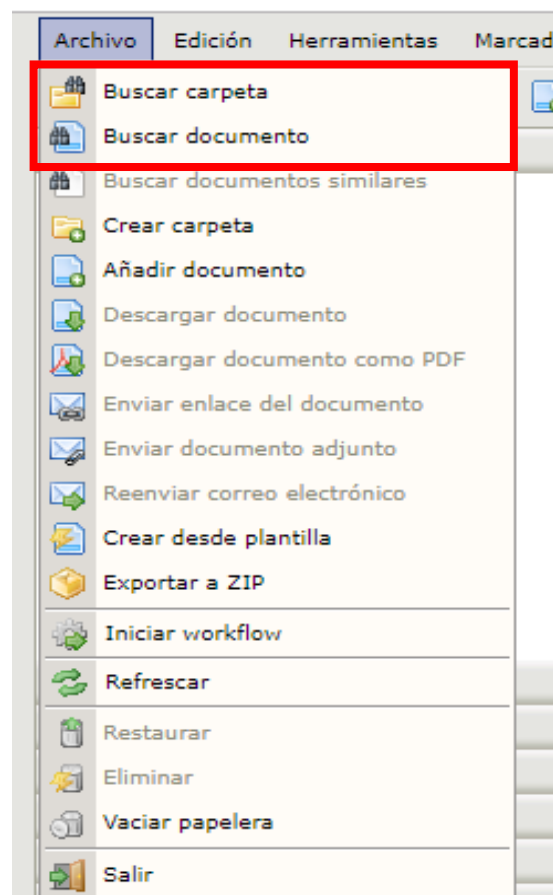 Archivo Edición Herramientas Marcad
Buscar carpeta
Buscar documento
Buscar documentos similares
Crear carpeta
Añadir documento
Descargar documento
Descargar documento como PDF
Enviar enlace del documento
Enviar documento adjunto
Reenviar correo electrónico
Crear desde plantilla
Exportar a ZIP
Iniciar workflow
Refrescar
Restaurar
Eliminar
Vaciar papelera
Salir